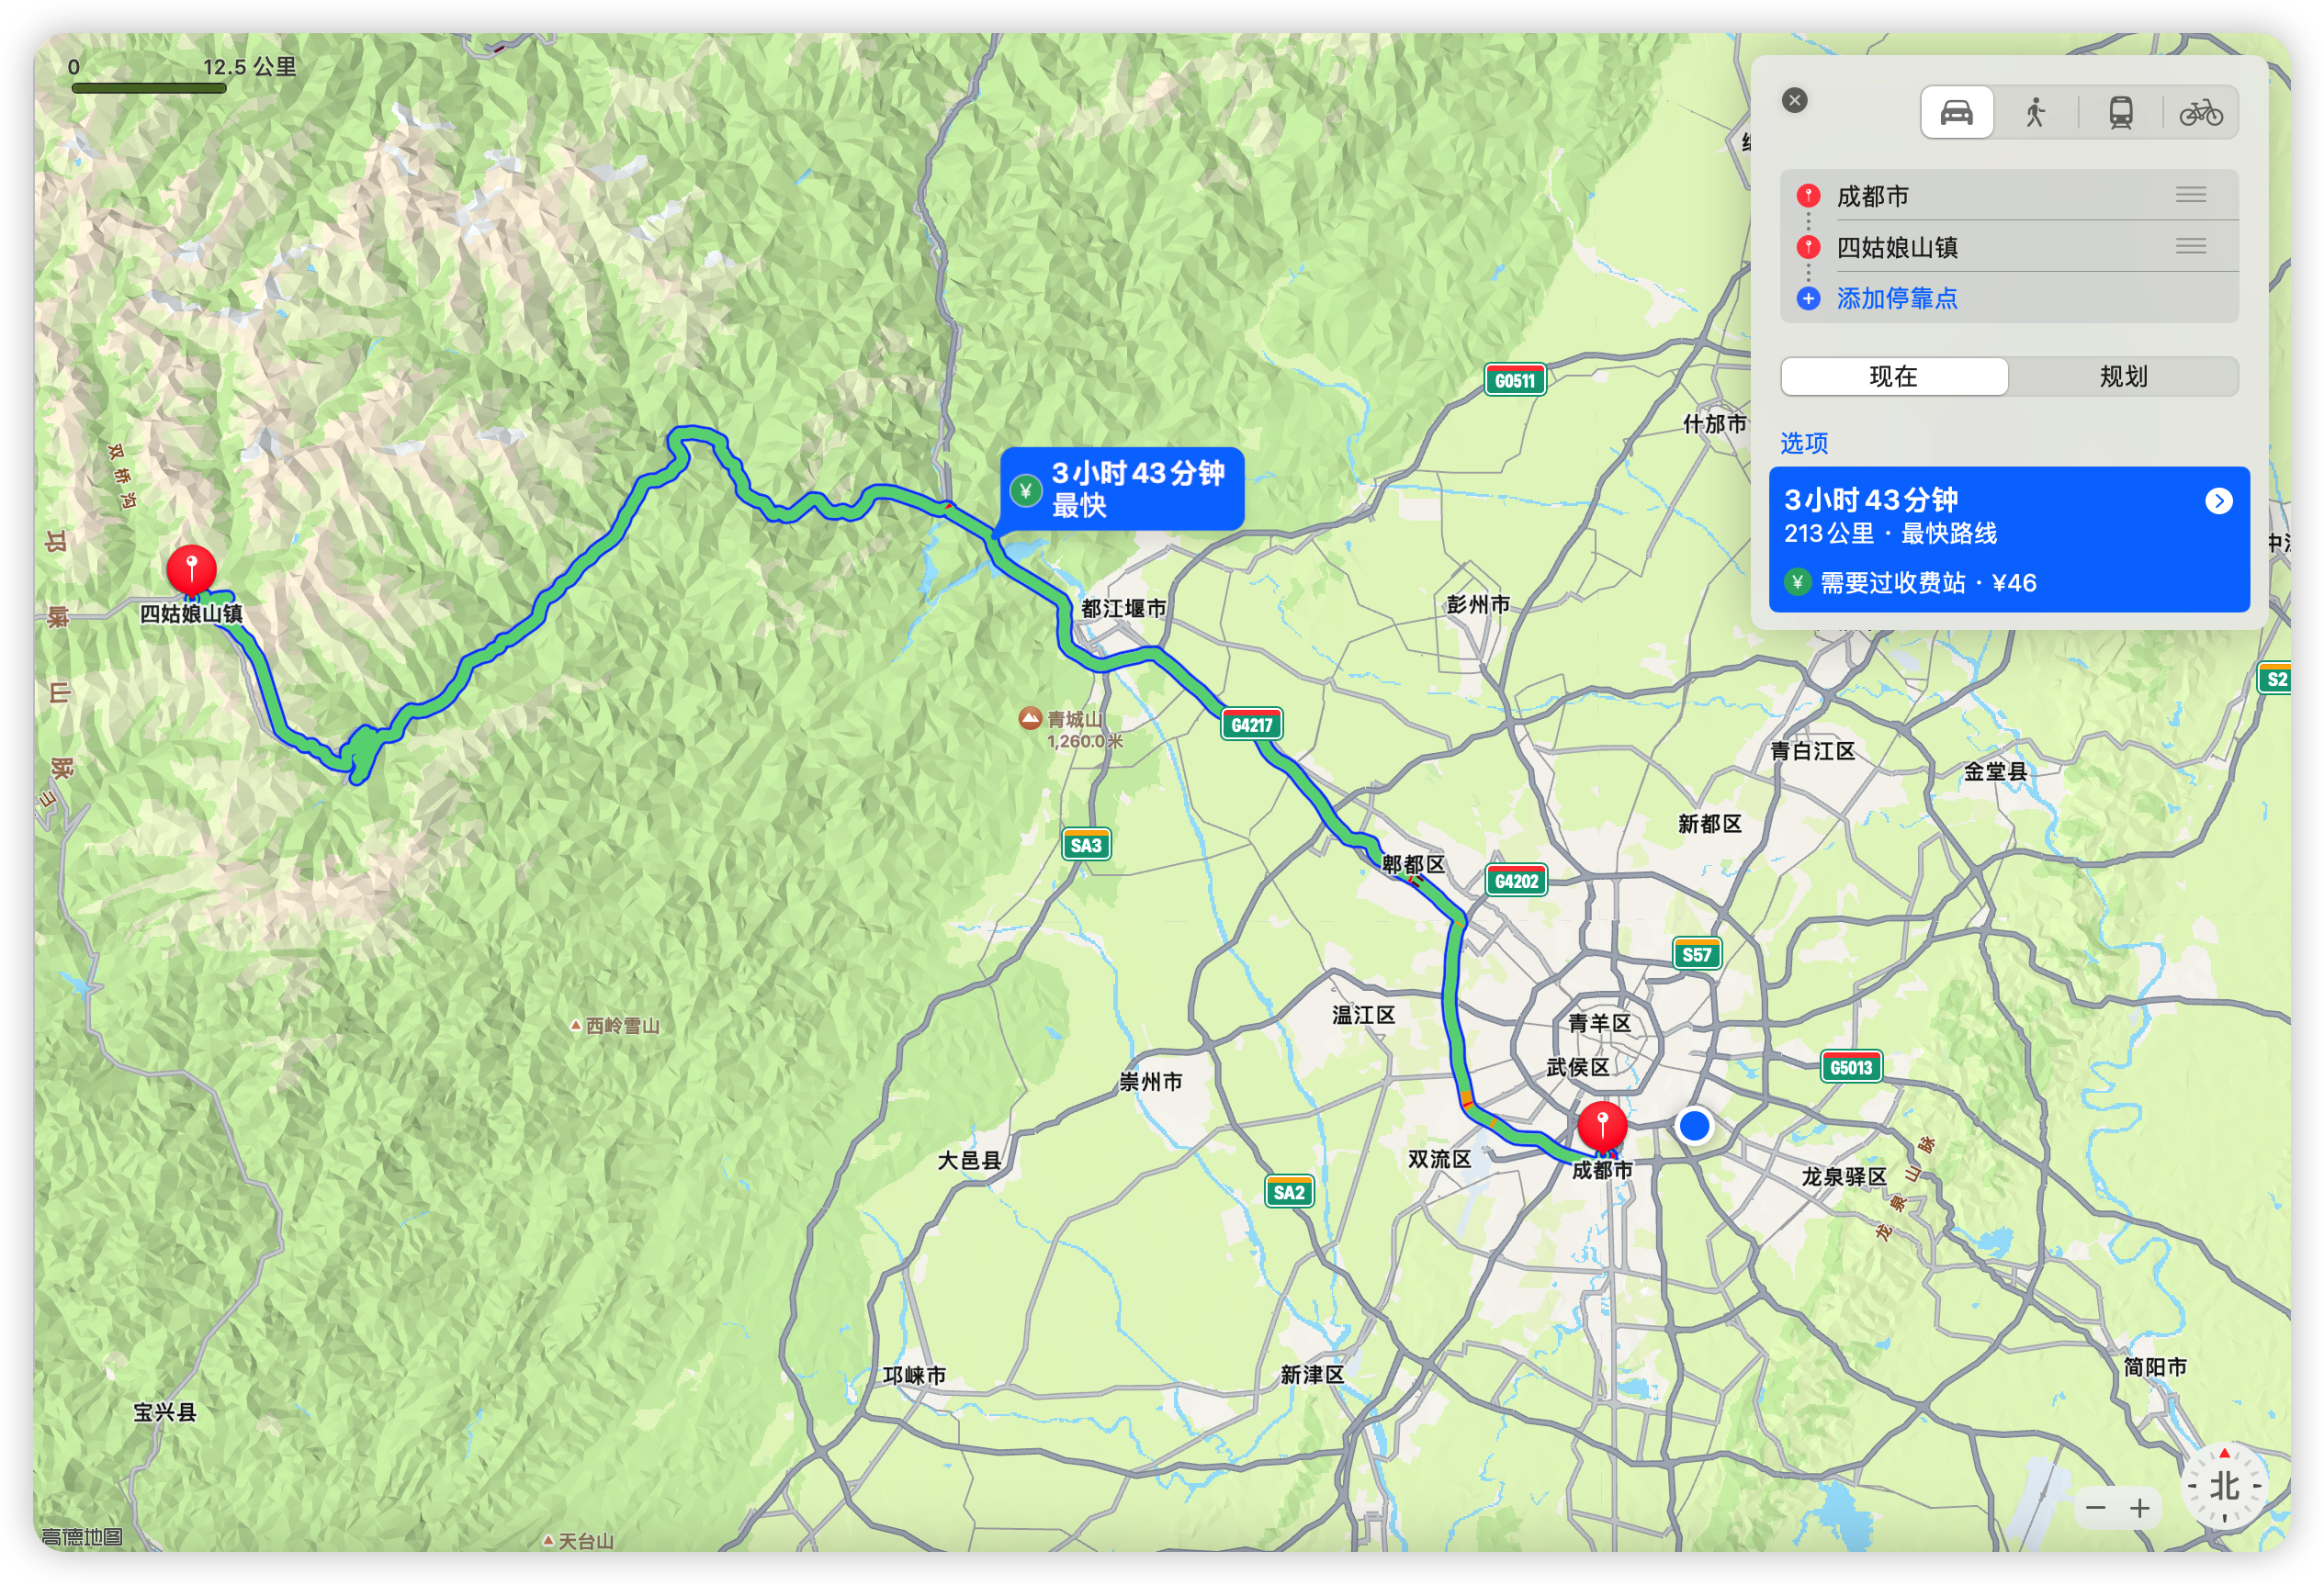 0 12.5 公里
成都市
四姑娘山镇
添加停靠点
现在 规划
选项
3小时43分钟
213公里 · 最快路线
¥ 需要过收费站 · ¥46
G0511
什邡市
双桥沟
¥ 3小时43分钟
最快
邛崃山脉
四姑娘山镇
都江堰市
彭州市
S2
青城山
1,260.0米
G4217
青白江区
金堂县
山
新都区
SA3
郫都区
G4202
S57
西岭雪山
温江区
青羊区
武侯区
G5013
崇州市
大邑县
双流区
成都市
龙泉驿区
龙泉山脉
SA2
邛崃市
新津区
简阳市
宝兴县
北
高德地图
天台山
− +